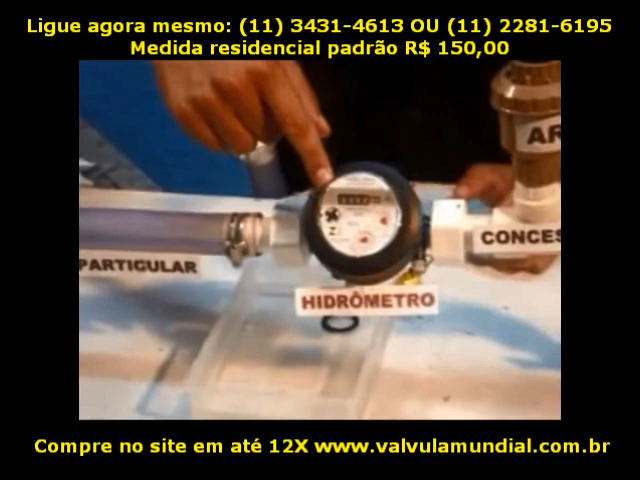 Ligue agora mesmo: (11) 3431-4613 OU (11) 2281-6195
Medida residencial padrão R$ 150,00
AR
CONCES
PARTICULAR
HIDRÔMETRO
Compre no site em até 12X www.valvulamundial.com.br